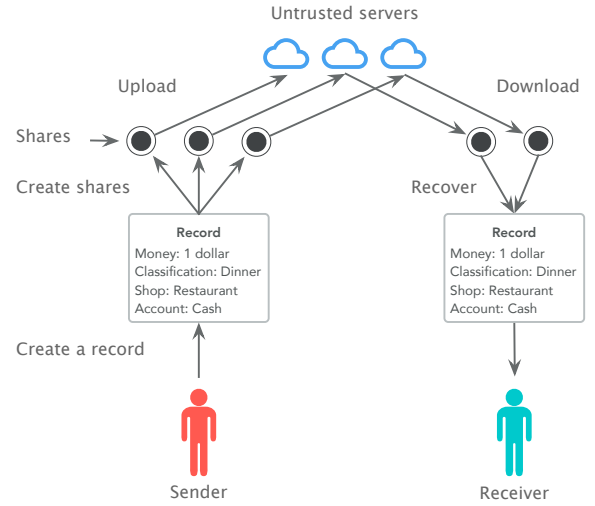 Untrusted servers
Upload
Download
Shares
Create shares
Recover
Record
Money: 1 dollar
Classification: Dinner
Shop: Restaurant
Account: Cash
Record
Money: 1 dollar
Classification: Dinner
Shop: Restaurant
Account: Cash
Create a record
Sender
Receiver